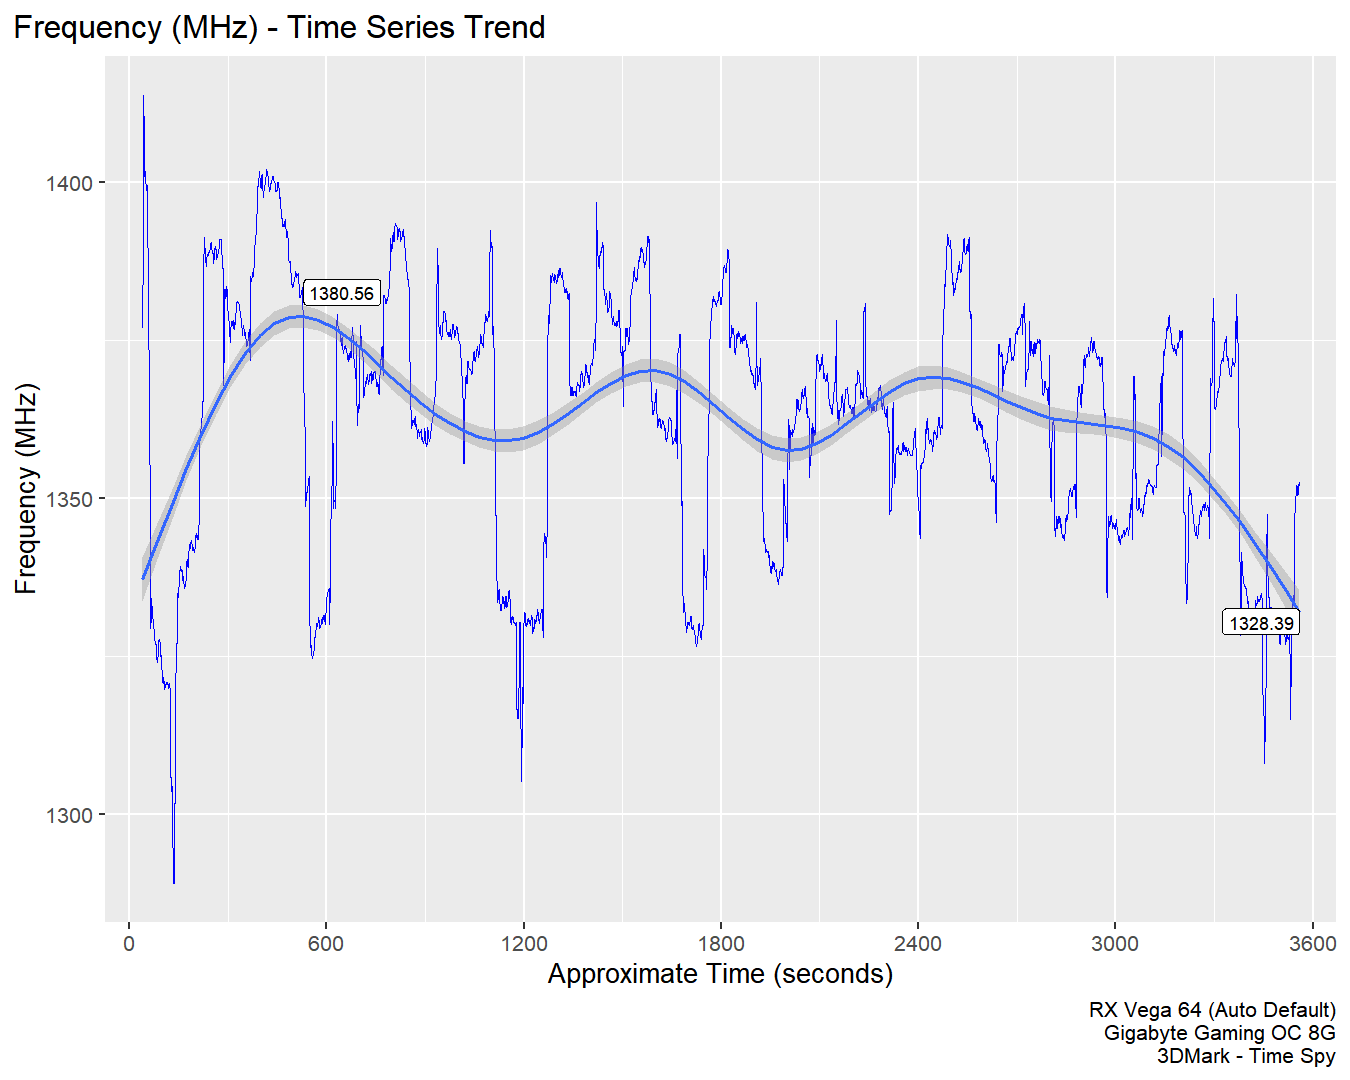 Frequency (MHz) - Time Series Trend
Frequency (MHz)
1400
1350
1300
1380.56
1328.39
0 600 1200 1800 2400 3000 3600
Approximate Time (seconds)
RX Vega 64 (Auto Default)
Gigabyte Gaming OC 8G
3DMark - Time Spy